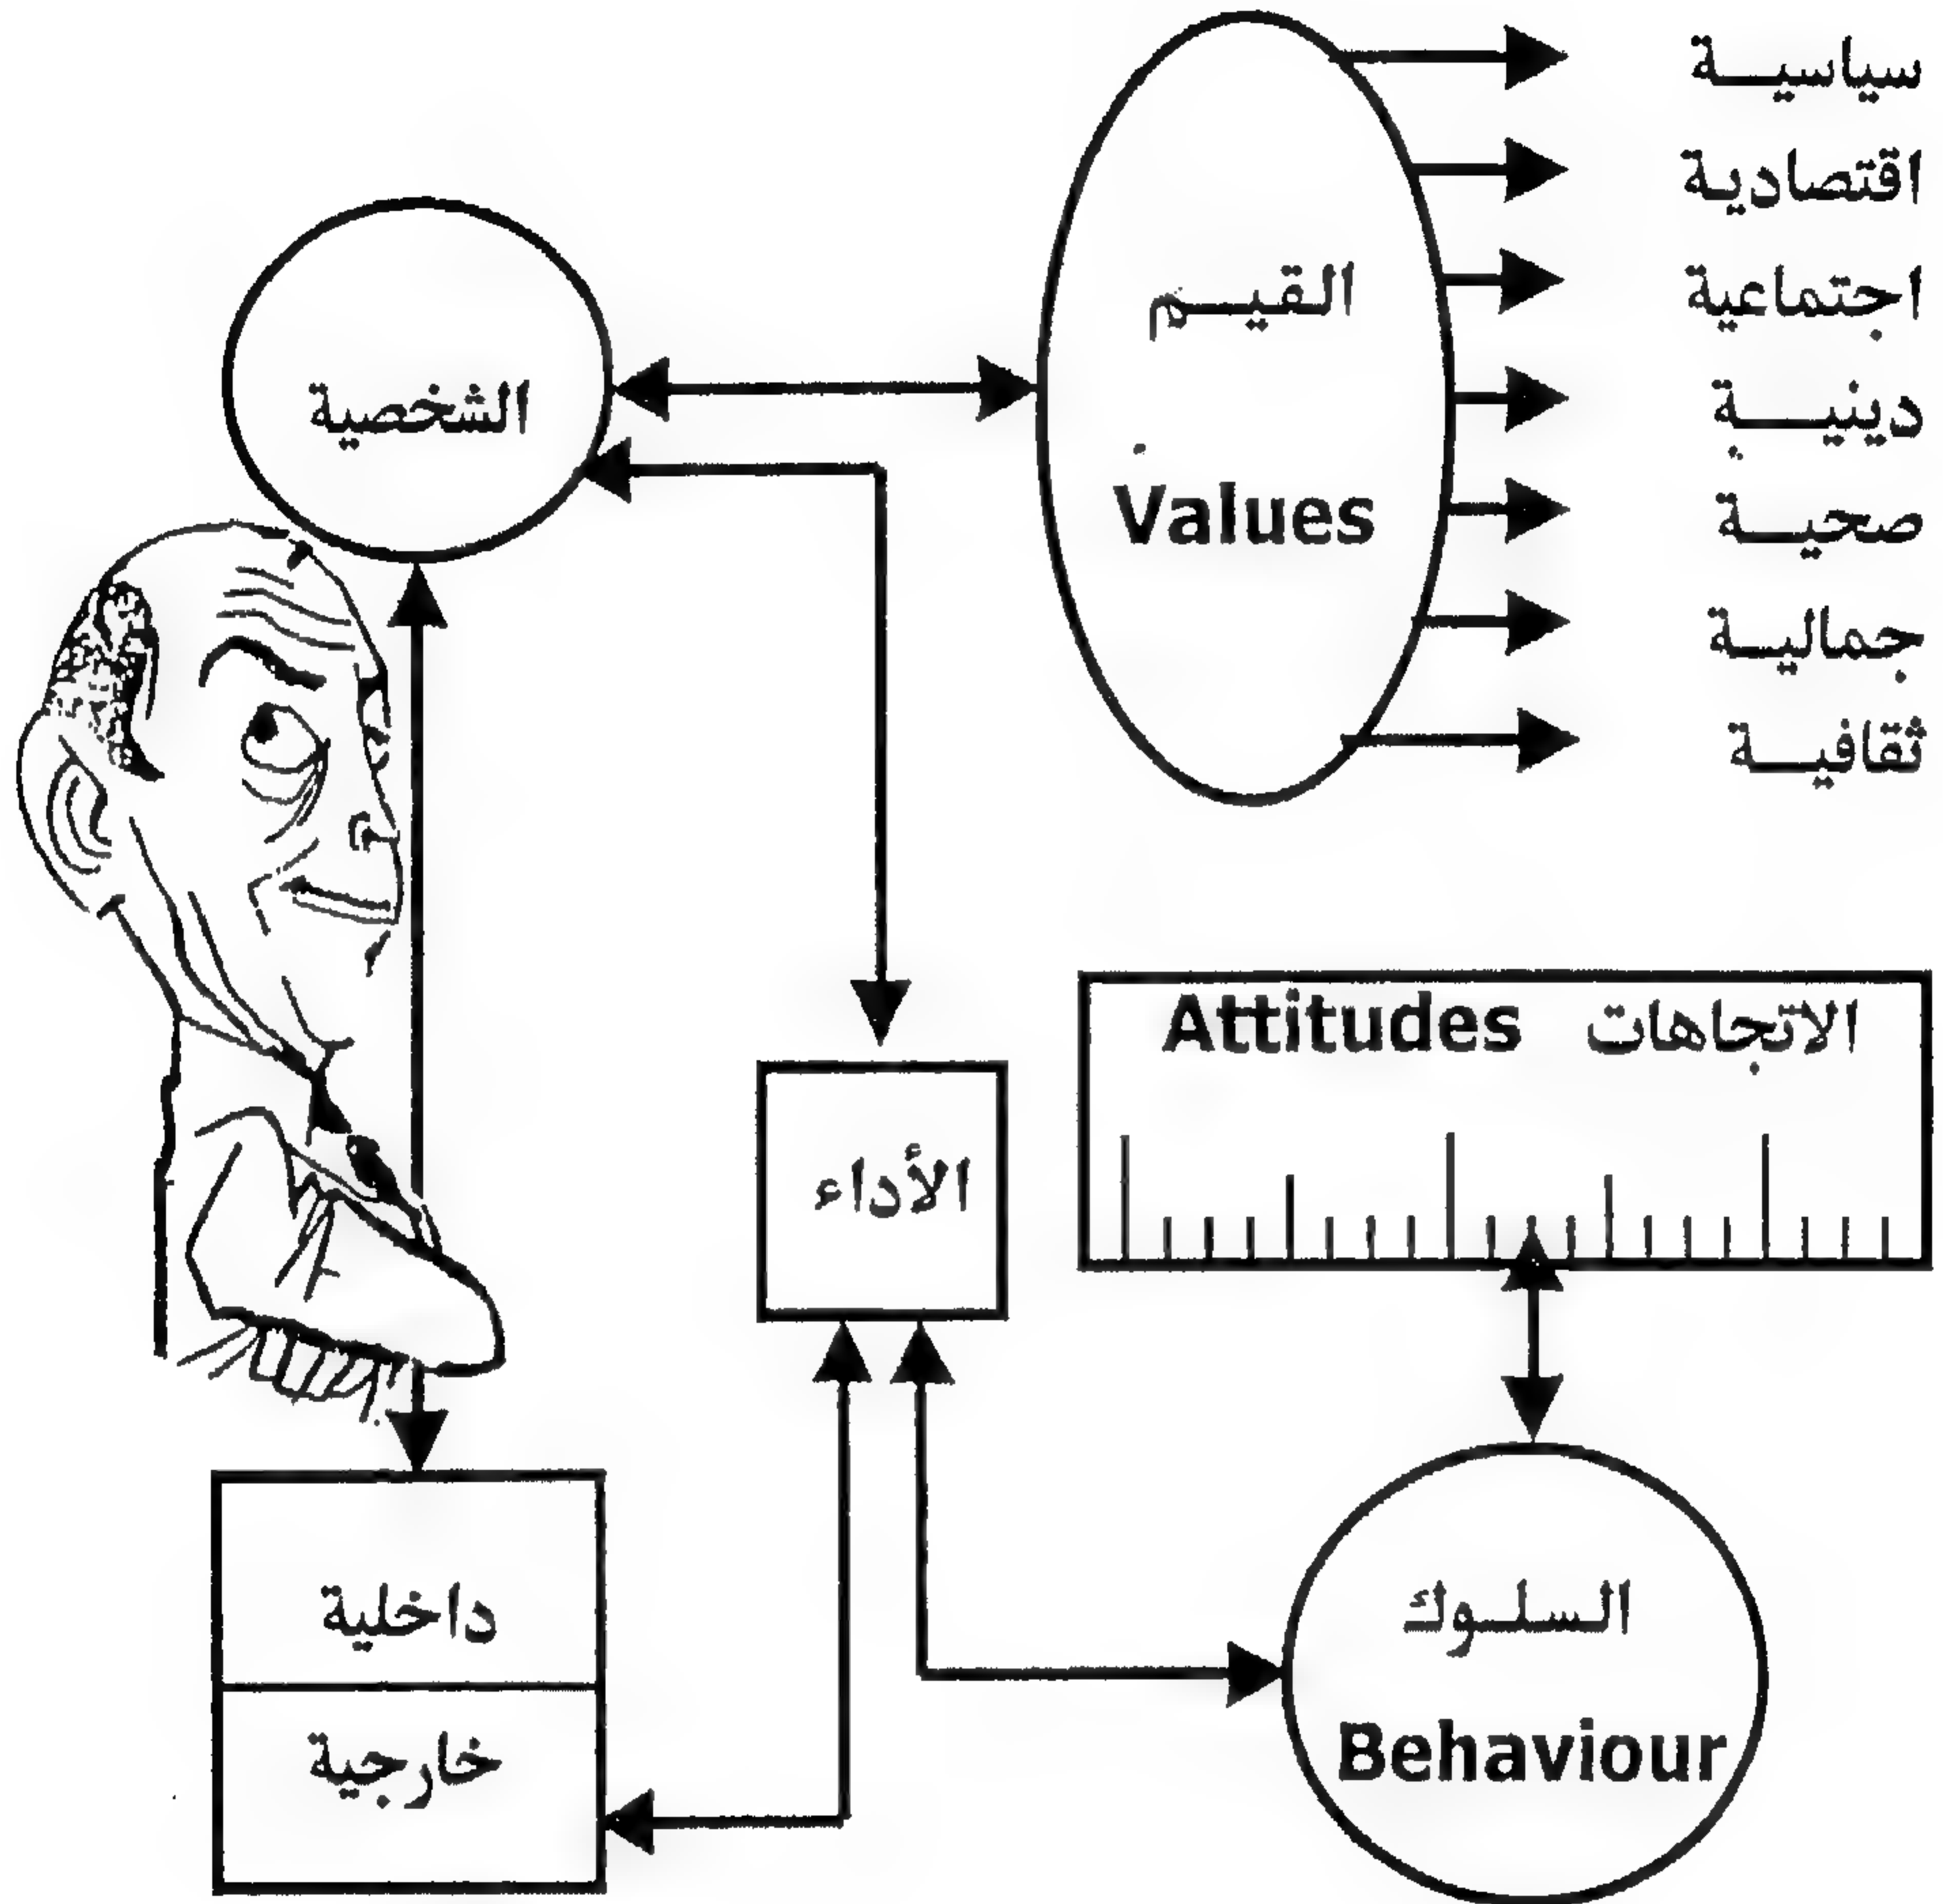 سياسية
اقتصادية
اجتماعية
دينية
صحية
جمالية
ثقافية
القيم
Values
الشخصية
الاتجاهات Attitudes
الأداء
داخلية
خارجية
السلوك
Behaviour